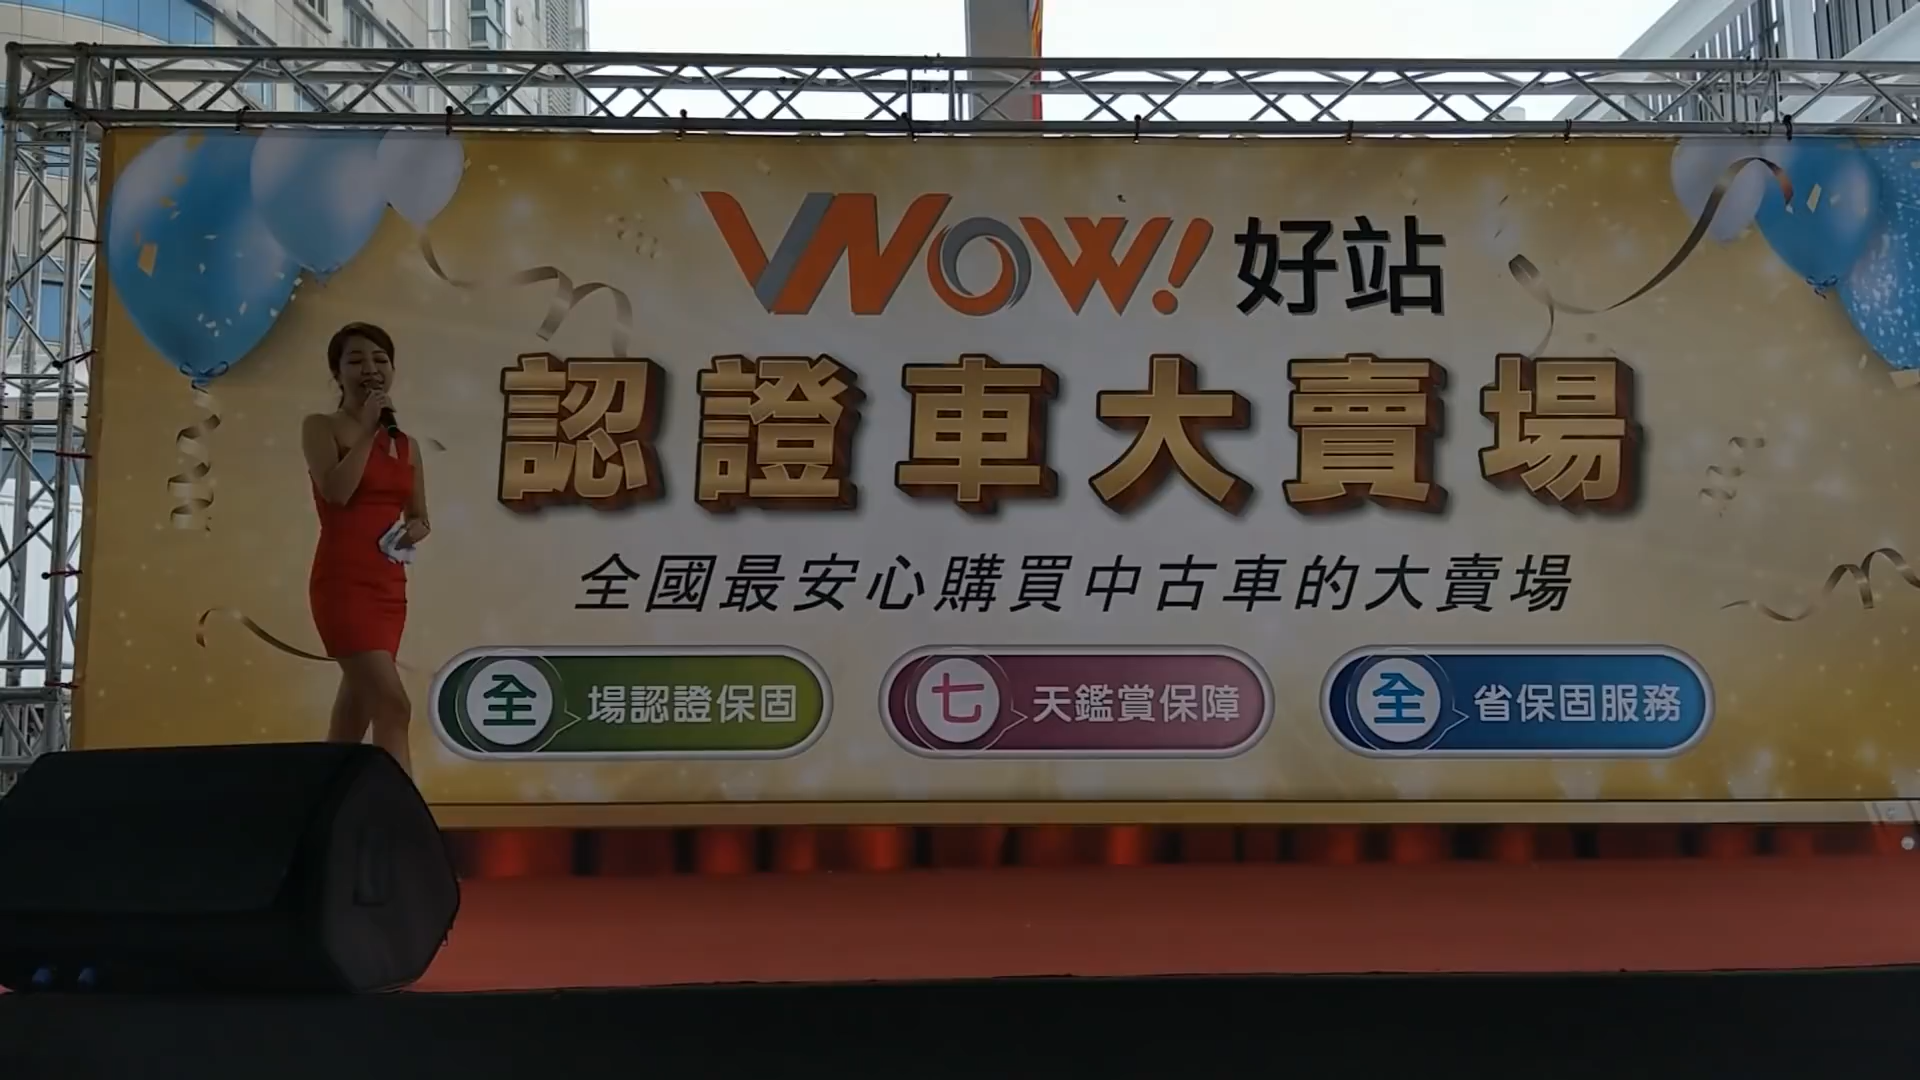 WOW! 好站
認證車大賣場
全國最安心購買中古車的大賣場
全 場認證保固
七 天鑑賞保障
全 省保固服務